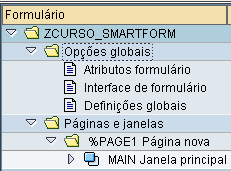 Formulário
ZCURSO_SMARTFORM
Opções globais
Atributos formulário
Interface de formulário
Definições globais
Páginas e janelas
%PAGE1 Página nova
MAIN Janela principal